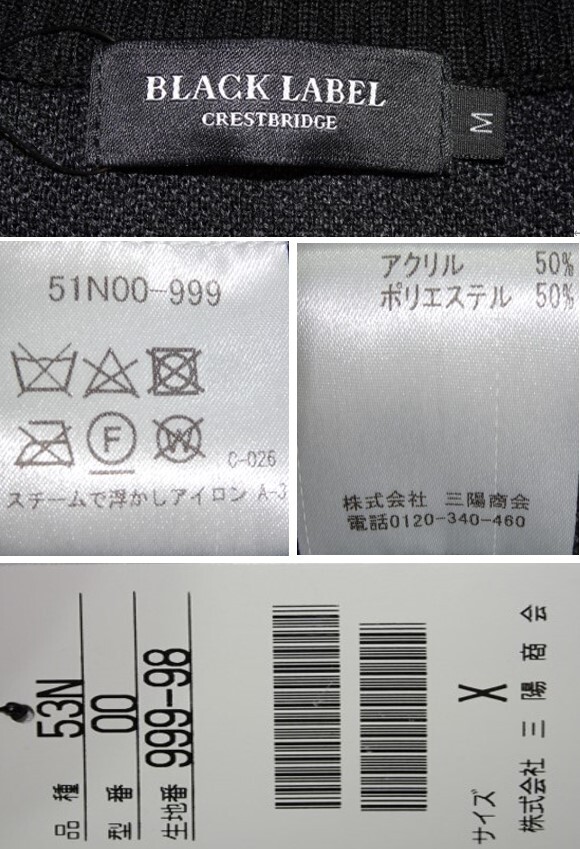 BLACK LABEL
CRESTBRIDGE
M
51N00-999
F
W
C-026
スチームで浮かしアイロン A-3
アクリル 50%
ポリエステル 50%
株式会社 三陽商会
電話0120-340-460
品種 53N
型番 00
生地番 999-98
サイズ X
株式会社 三陽商会